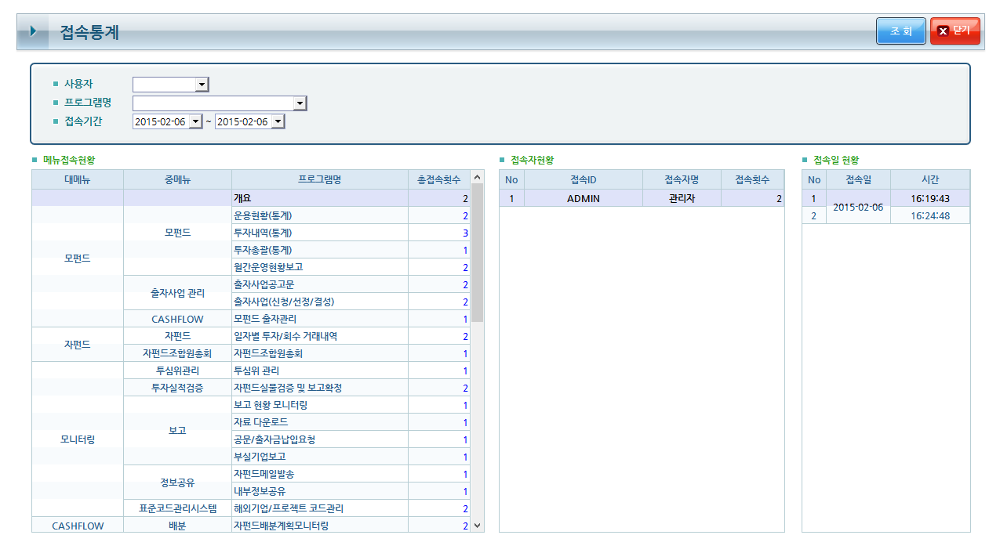 접속통계
조 회
닫기
사용자
프로그램명
접속기간 2015-02-06 ~ 2015-02-06
메뉴접속현황
대메뉴 중메뉴 프로그램명 총접속횟수
모펀드 모펀드 개요 2
운용현황(통계) 2
투자내역(통계) 3
투자총괄(통계) 1
월간운영현황보고 2
출자사업 관리 출자사업공고문 2
출자사업(신청/선정/결성) 2
CASHFLOW 모펀드 출자관리 1
자펀드 자펀드 일자별 투자/회수 거래내역 2
자펀드조합원총회 자펀드조합원총회 1
모니터링 투심위관리 투심위 관리 1
투자실적검증 자펀드실물검증 및 보고확정 2
보고 보고 현황 모니터링 1
자료 다운로드 1
공문/출자금납입요청 1
부실기업보고 1
정보공유 자펀드메일발송 1
내부정보공유 1
표준코드관리시스템 해외기업/프로젝트 코드관리 2
CASHFLOW 배분 자펀드배분계획모니터링 2
접속자현황
No 접속ID 접속자명 접속횟수
1 ADMIN 관리자 2
접속일 현황
No 접속일 시간
1 2015-02-06 16:19:43
2 16:24:48